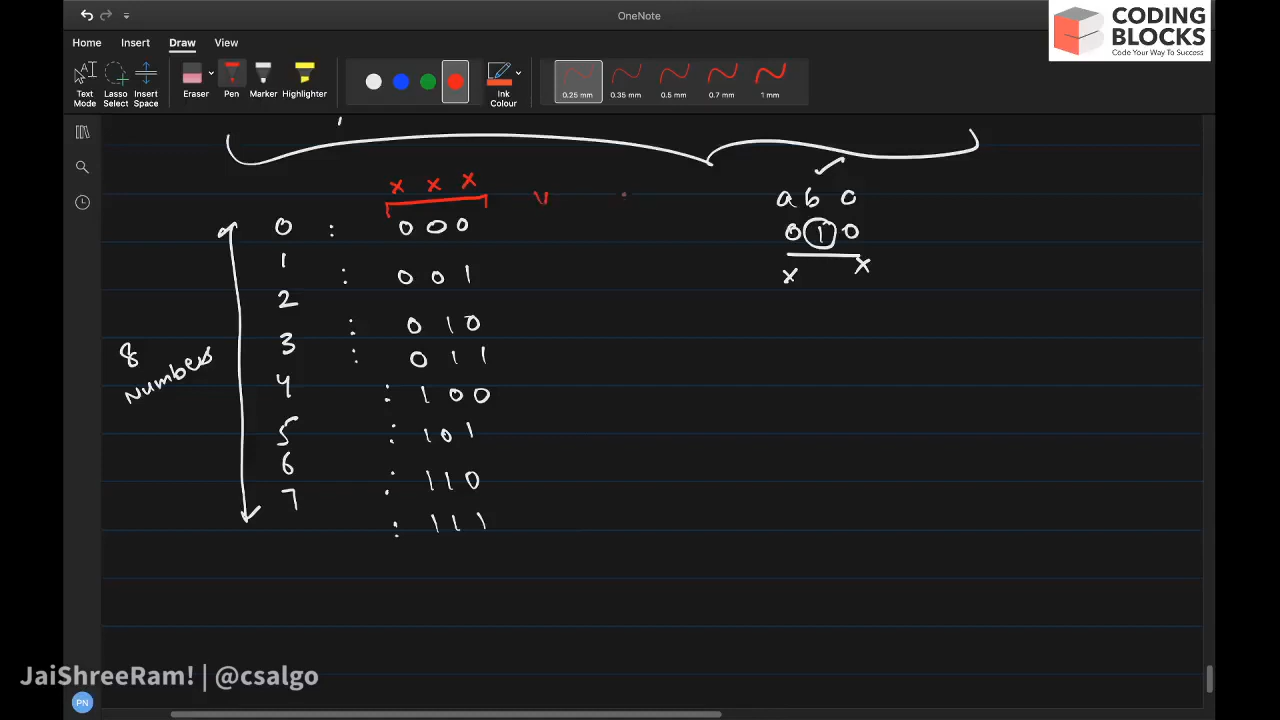 OneNote
CODING
BLOCKS
Code Your Way To Success
Home Insert Draw View
Text Mode Lasso Select Insert Space Eraser Pen Marker Highlighter Ink Colour 0.25 mm 0.35 mm 0.5 mm 0.7 mm 1 mm
x x x
a b c
0 : 0 0 0
0 1 0
x x
1 : 0 0 1
2 : 0 1 0
3 : 0 1 1
8 Numbers
4 : 1 0 0
5 : 1 0 1
6 : 1 1 0
7 : 1 1 1
JaiShreeRam! | @csalgo
PN